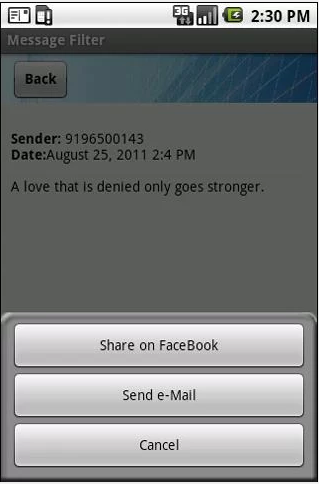 3G 2:30 PM
Message Filter
Back
Sender: 9196500143
Date:August 25, 2011 2:4 PM
A love that is denied only goes stronger.
Share on FaceBook
Send e-Mail
Cancel